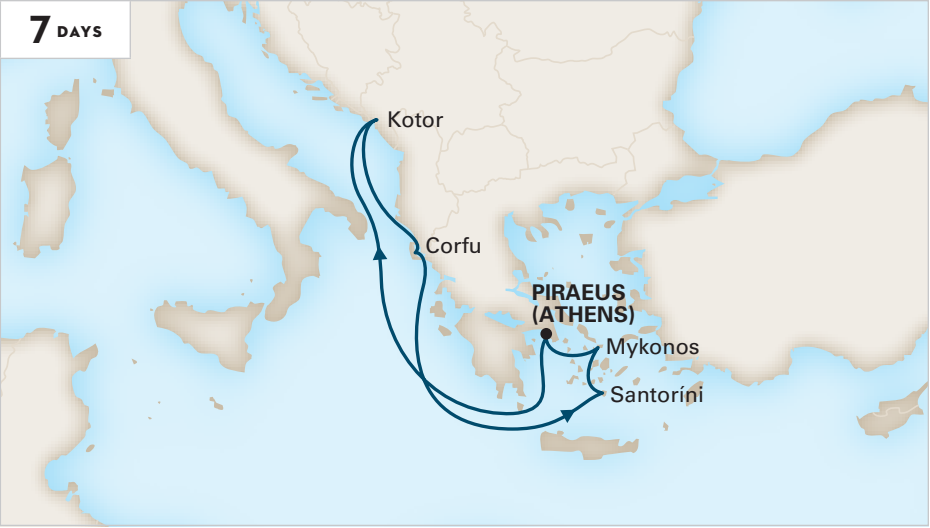 7 DAYS
Kotor
Corfu
PIRAEUS
(ATHENS)
Mykonos
Santoríni